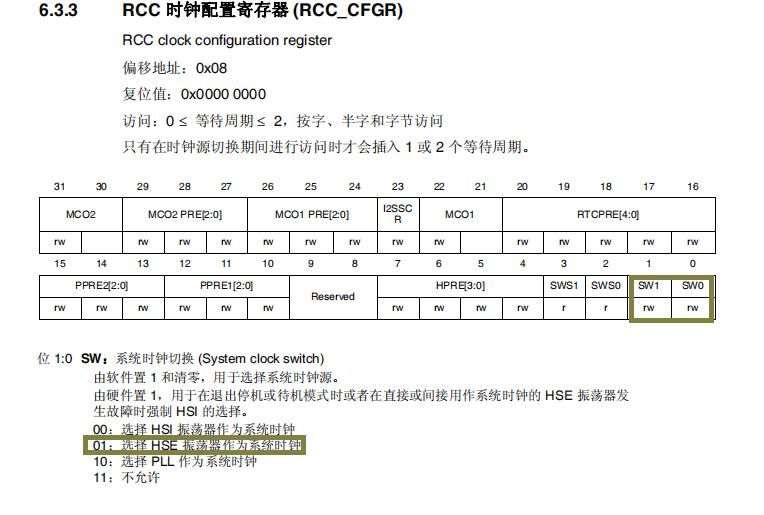 6.3.3 RCC 时钟配置寄存器 (RCC_CFGR)
RCC clock configuration register
偏移地址：0x08
复位值：0x0000 0000
访问：0 ≤ 等待周期 ≤ 2，按字、半字和字节访问
只有在时钟源切换期间进行访问时才会插入 1 或 2 个等待周期。
31 30 29 28 27 26 25 24 23 22 21 20 19 18 17 16
MCO2 MCO2 PRE[2:0] MCO1 PRE[2:0] I2SSC
R MCO1 RTCPRE[4:0]
rw rw rw rw rw rw rw rw rw rw rw rw rw rw
15 14 13 12 11 10 9 8 7 6 5 4 3 2 1 0
PPRE2[2:0] PPRE1[2:0] Reserved HPRE[3:0] SWS1 SWS0 SW1 SW0
rw rw rw rw rw rw rw rw rw rw r r rw rw
位 1:0 SW：系统时钟切换 (System clock switch)
由软件置 1 和清零，用于选择系统时钟源。
由硬件置 1，用于在退出停机或待机模式时或者在直接或间接用作系统时钟的 HSE 振荡器发
生故障时强制 HSI 的选择。
00：选择 HSI 振荡器作为系统时钟
01：选择 HSE 振荡器作为系统时钟
10：选择 PLL 作为系统时钟
11：不允许